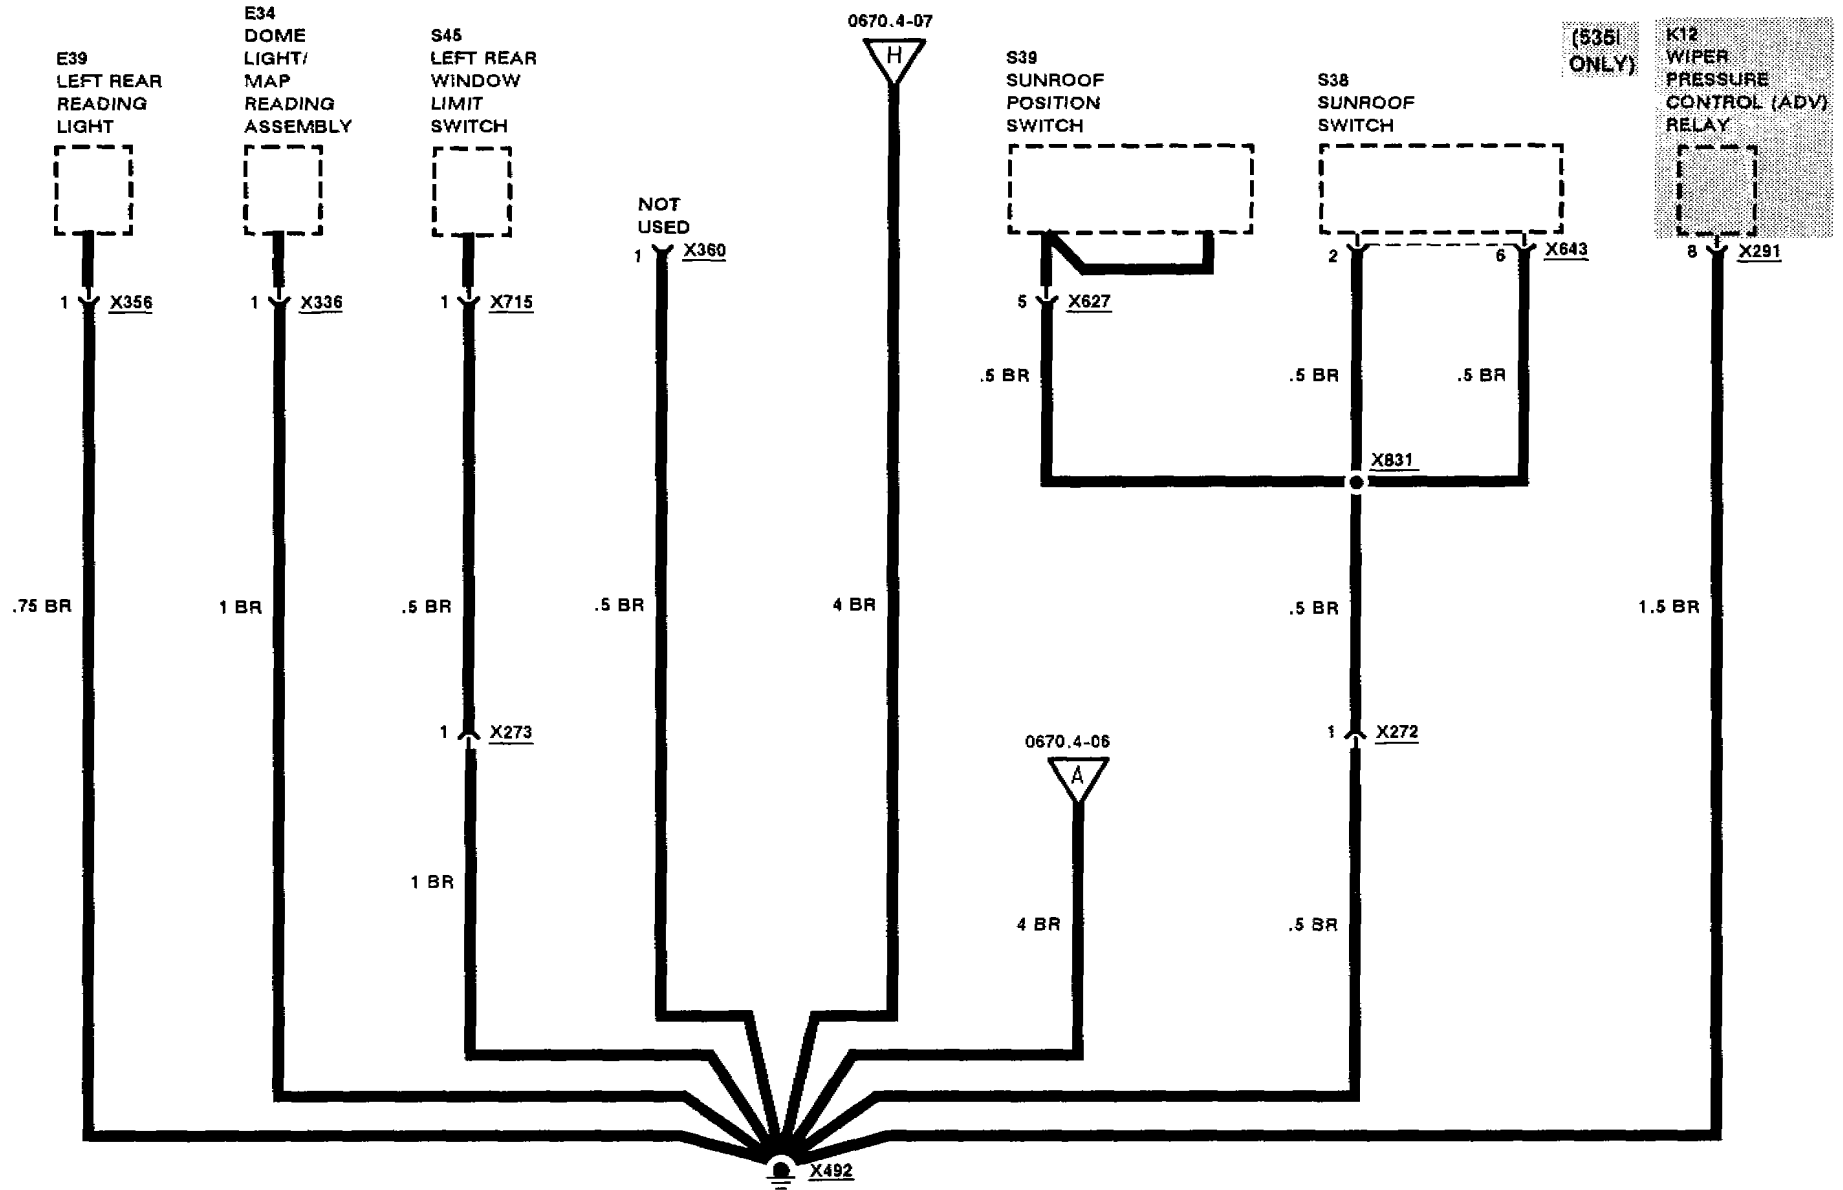 E39
LEFT REAR
READING
LIGHT
E34
DOME
LIGHT/
MAP
READING
ASSEMBLY
S45
LEFT REAR
WINDOW
LIMIT
SWITCH
NOT
USED
0670.4-07
H
S39
SUNROOF
POSITION
SWITCH
S38
SUNROOF
SWITCH
(535i
ONLY)
K12
WIPER
PRESSURE
CONTROL (ADV)
RELAY
1 X360
2
6 X643
8 X291
1 X356
1 X336
1 X715
5 X627
.5 BR
.5 BR
.5 BR
X831
.75 BR
1 BR
.5 BR
.5 BR
4 BR
.5 BR
1.5 BR
1 X273
1 X272
0670.4-06
A
1 BR
4 BR
.5 BR
X492